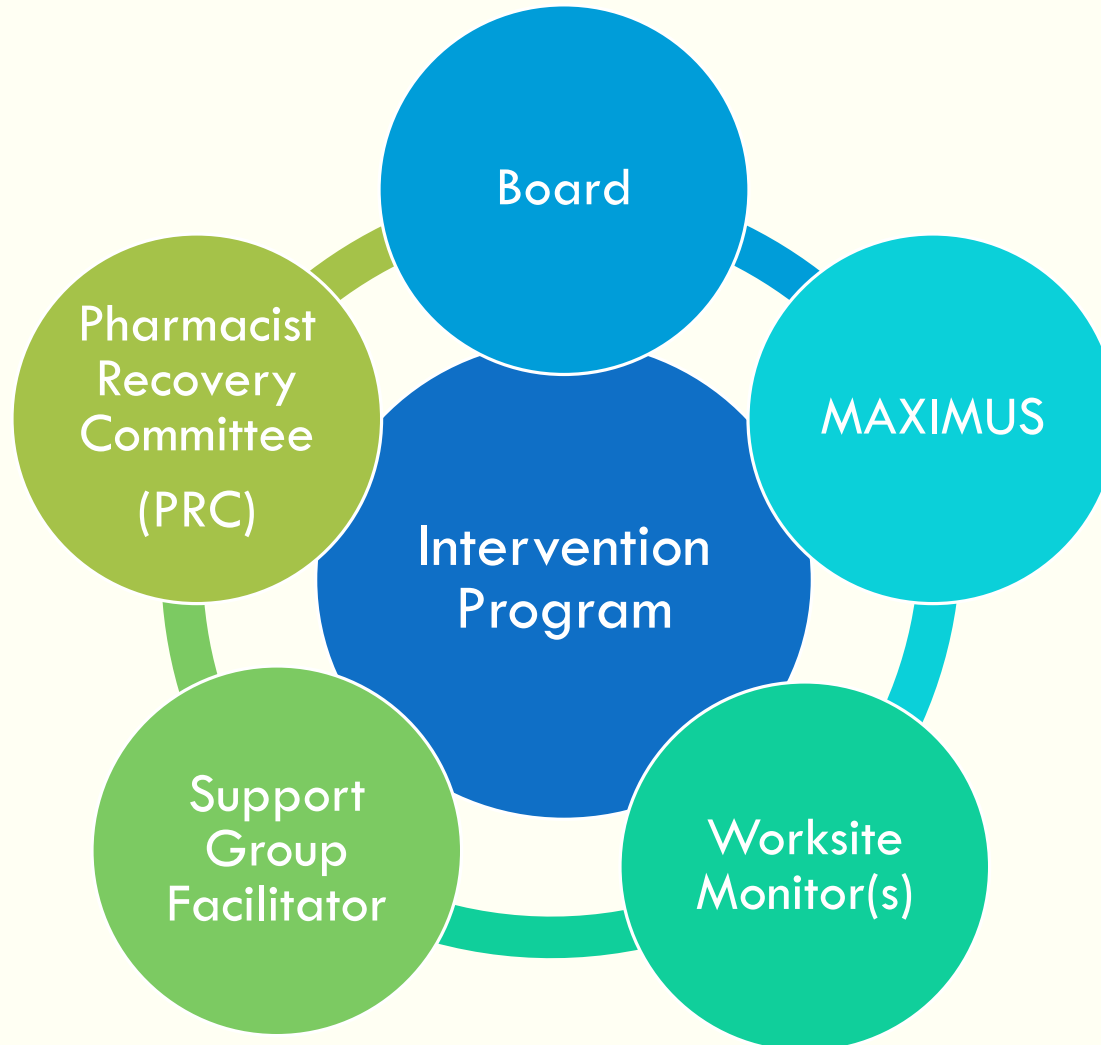 Board
MAXIMUS
Worksite
Monitor(s)
Support
Group
Facilitator
Pharmacist
Recovery
Committee
(PRC)
Intervention
Program